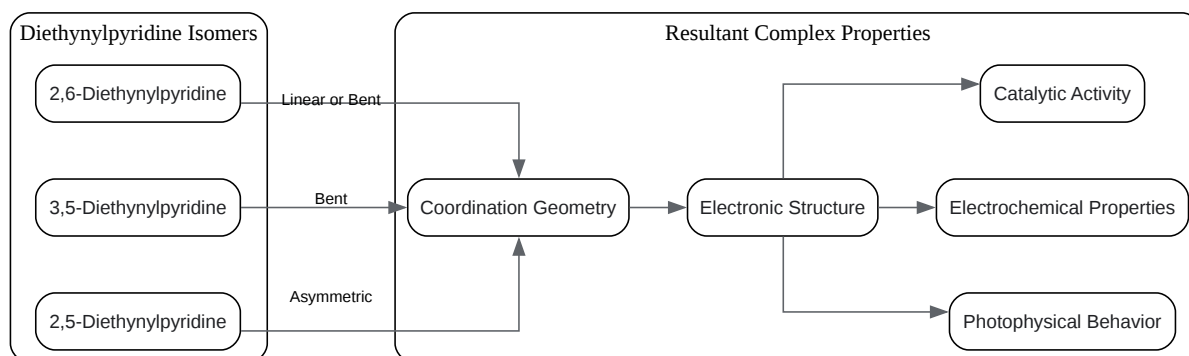 Diethynylpyridine Isomers
Resultant Complex Properties
2,6-Diethynylpyridine
Linear or Bent
Catalytic Activity
3,5-Diethynylpyridine
Bent
Coordination Geometry
Electronic Structure
Electrochemical Properties
Asymmetric
2,5-Diethynylpyridine
Photophysical Behavior